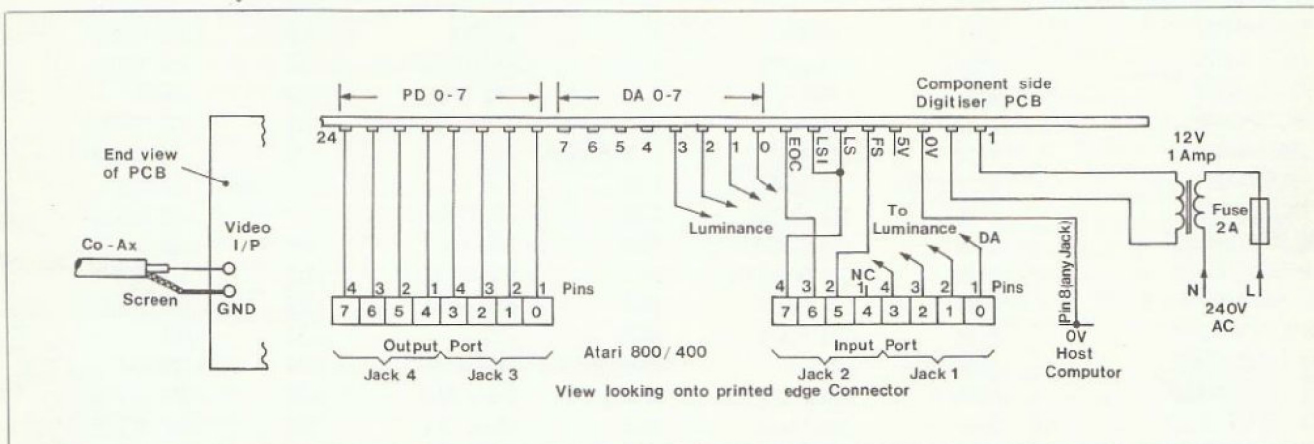 PD 0-7
DA 0-7
Component side
Digitiser PCB
24
7 6 5 4 3 2 1 0 EOC LSI LS FS 5V 0V 1
12V
1 Amp
End view
of PCB
Video
I/P
Co-Ax
Screen
GND
Luminance
To
Luminance
DA
NC
Fuse
2A
Pin 8(any Jack)
N L
240V
AC
4 3 2 1 4 3 2 1 Pins
7 6 5 4 3 2 1 0
4 3 2 1 4 3 2 1 Pins
7 6 5 4 3 2 1 0
Output Port
Jack 4 Jack 3
Atari 800/400
Input Port
Jack 2 Jack 1
0V
Host
Computor
View looking onto printed edge Connector